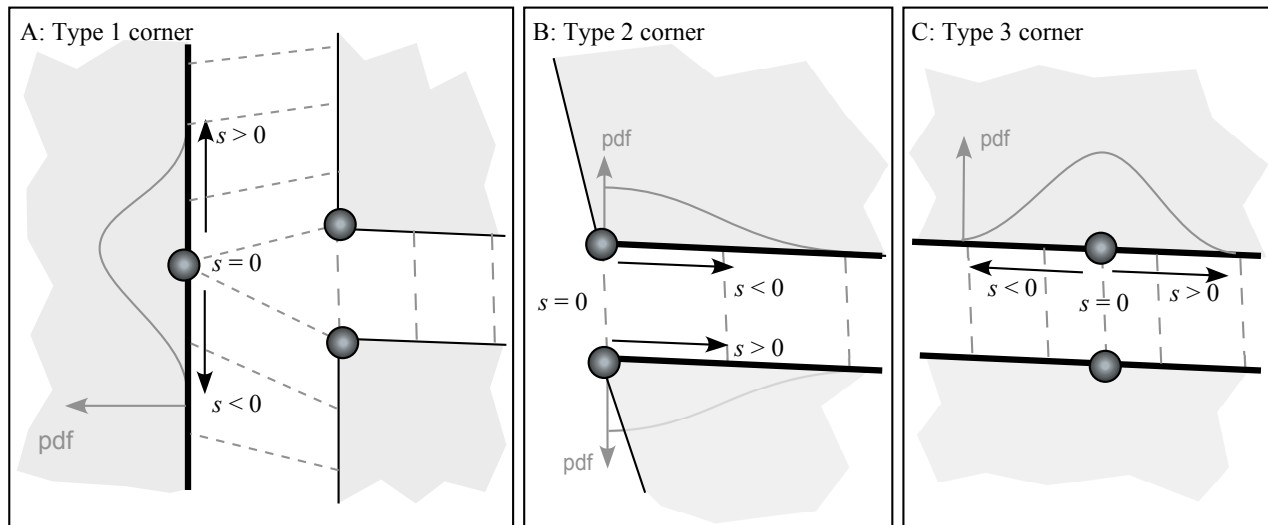 A: Type 1 corner
s > 0
s = 0
s < 0
pdf
B: Type 2 corner
pdf
s < 0
s = 0
s > 0
pdf
C: Type 3 corner
pdf
s < 0
s = 0
s > 0